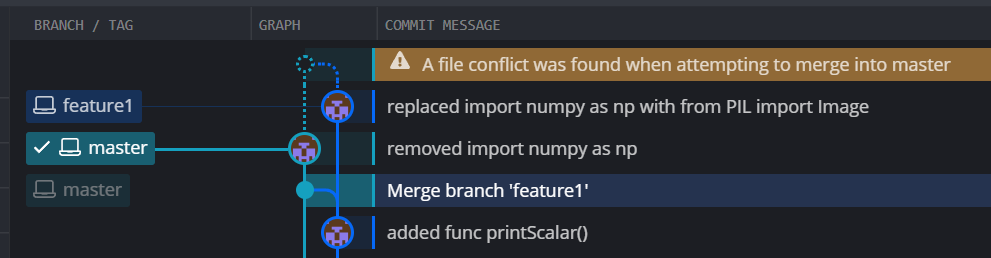 BRANCH / TAG GRAPH COMMIT MESSAGE
A file conflict was found when attempting to merge into master
feature1 replaced import numpy as np with from PIL import Image
master removed import numpy as np
master Merge branch 'feature1'
added func printScalar()